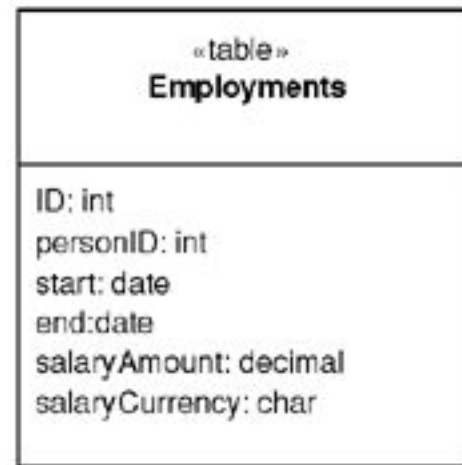 «table»
Employments
ID: int
personID: int
start: date
end:date
salaryAmount: decimal
salaryCurrency: char